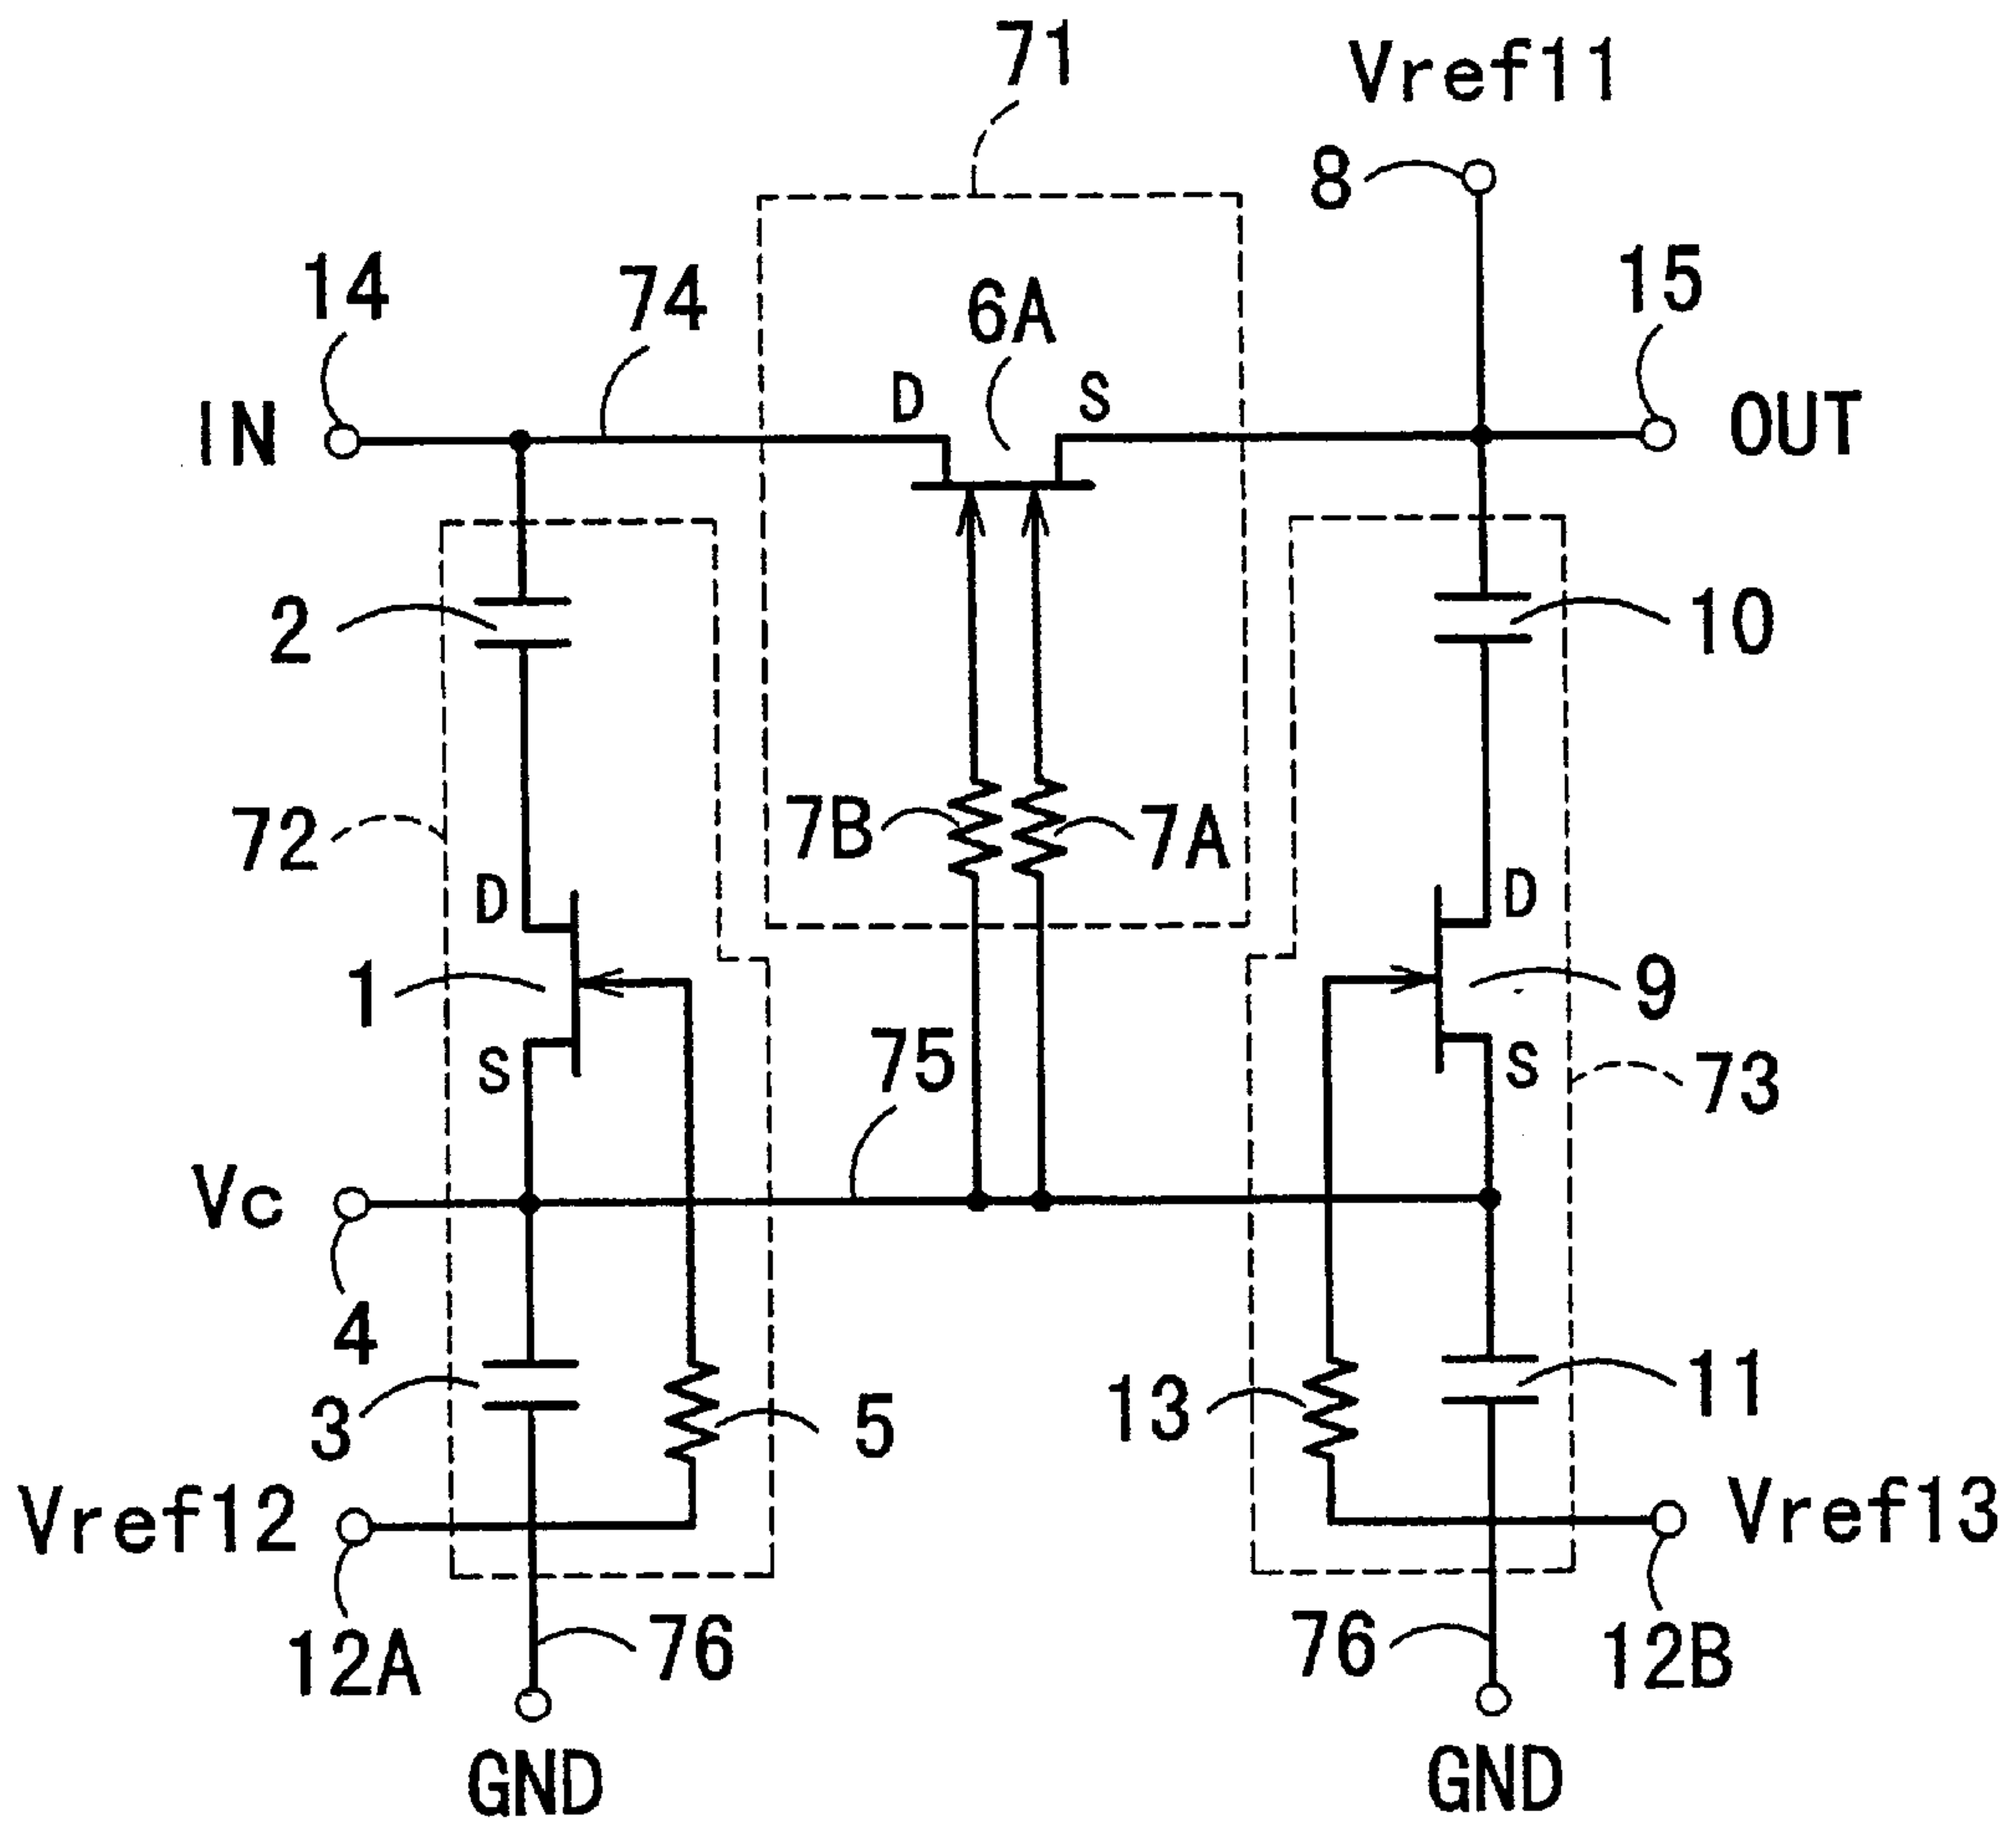 71
Vref11
8
14
74
6A
15
D
S
IN
OUT
2
10
72
7B
7A
D
D
1
9
S
75
S
73
Vc
4
3
5
13
11
Vref12
Vref13
12A
76
76
12B
GND
GND